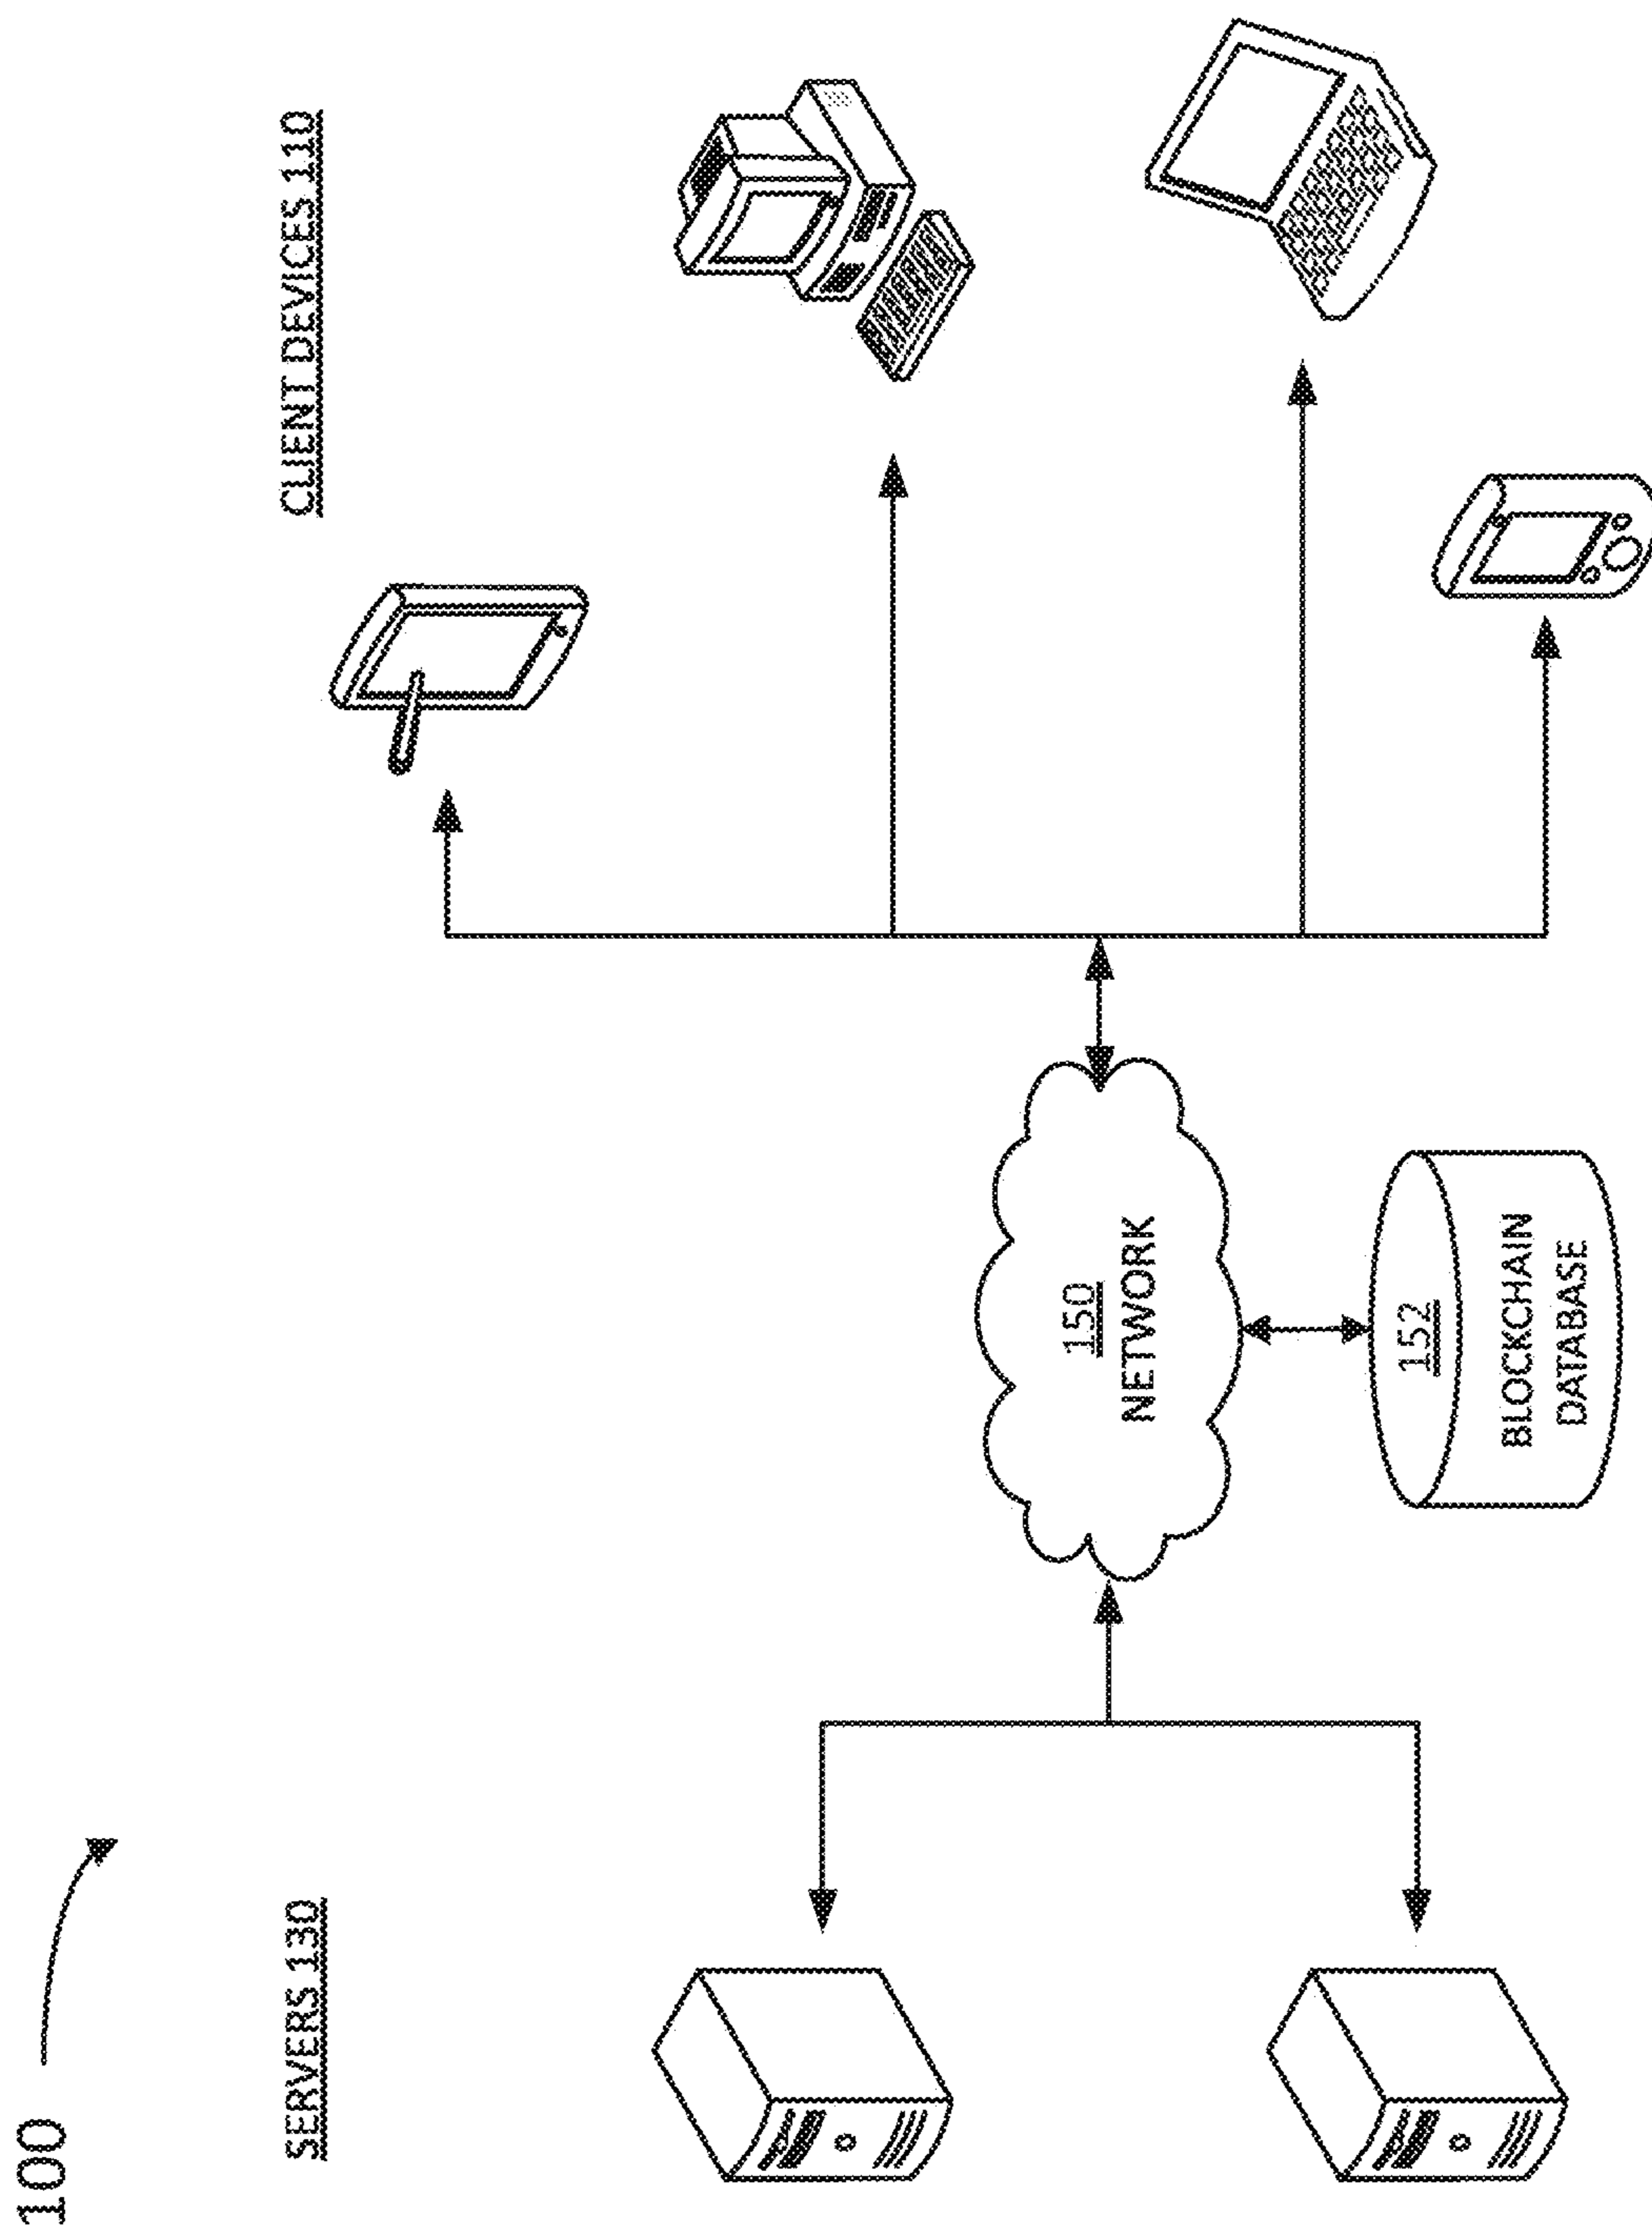 100
SERVERS 130
CLIENT DEVICES 110
150
NETWORK
152
BLOCKCHAIN
DATABASE